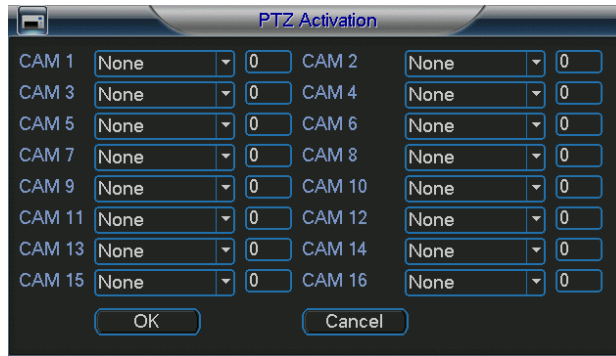 PTZ Activation
CAM 1 None 0 CAM 2 None 0
CAM 3 None 0 CAM 4 None 0
CAM 5 None 0 CAM 6 None 0
CAM 7 None 0 CAM 8 None 0
CAM 9 None 0 CAM 10 None 0
CAM 11 None 0 CAM 12 None 0
CAM 13 None 0 CAM 14 None 0
CAM 15 None 0 CAM 16 None 0
OK Cancel